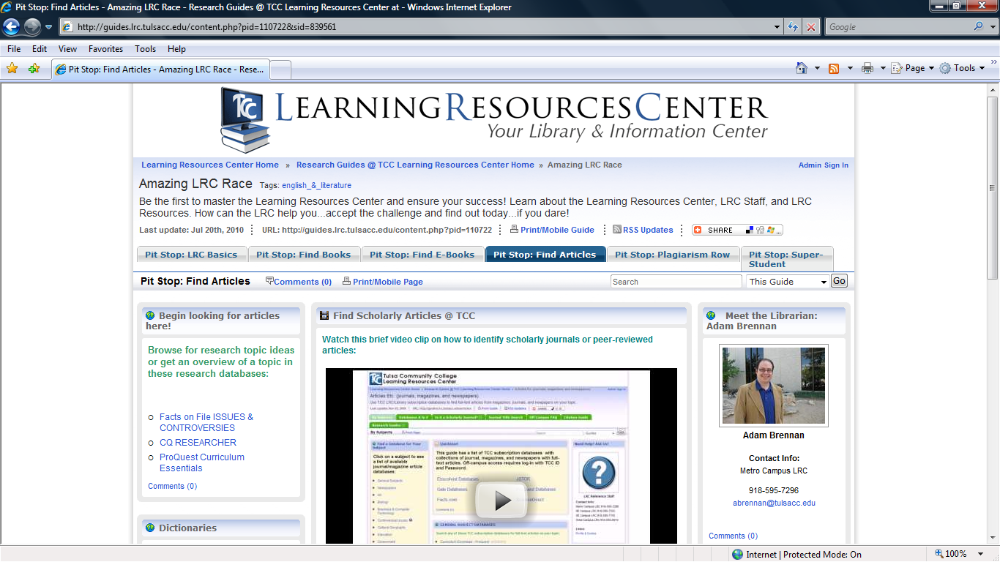 Pit Stop: Find Articles - Amazing LRC Race - Research Guides @ TCC Learning Resources Center at - Windows Internet Explorer
http://guides.lrc.tulsacc.edu/content.php?pid=110722&sid=839561
Google
File Edit View Favorites Tools Help
Pit Stop: Find Articles - Amazing LRC Race - Rese...
Page Tools
TCC
LEARNINGRESOURCESCENTER
Your Library & Information Center
Learning Resources Center Home » Research Guides @ TCC Learning Resources Center Home » Amazing LRC Race
Admin Sign In
Amazing LRC Race Tags: english_&_literature
Be the first to master the Learning Resources Center and ensure your success! Learn about the Learning Resources Center, LRC Staff, and LRC
Resources. How can the LRC help you...accept the challenge and find out today...if you dare!
Last update: Jul 20th, 2010 URL: http://guides.lrc.tulsacc.edu/content.php?pid=110722 Print/Mobile Guide RSS Updates SHARE
Pit Stop: LRC Basics Pit Stop: Find Books Pit Stop: Find E-Books Pit Stop: Find Articles Pit Stop: Plagiarism Row Pit Stop: Super-
Student
Pit Stop: Find Articles Comments (0) Print/Mobile Page Search This Guide Go
Begin looking for articles
here!
Browse for research topic ideas
or get an overview of a topic in
these research databases:
Facts on File ISSUES &
CONTROVERSIES
CQ RESEARCHER
ProQuest Curriculum
Essentials
Comments (0)
Dictionaries
Find Scholarly Articles @ TCC
Watch this brief video clip on how to identify scholarly journals or peer-reviewed
articles:
TCC
Tulsa Community College
Learning Resources Center
Articles Etc. (journals, magazines, and newspapers)
By Subjects
Find a Database for Your
Subject
Click on a subject to see
a list of available
journal/magazine article
databases:
This guide has a list of TCC subscription databases with
collections of journal, magazines, and newspapers with full-
text articles. Off-campus access requires log-in with TCC ID
and Password.
Gale Databases
Facts.com
JSTOR
Need Help? Ask Us!
LRC Reference Staff
GENERAL SUBJECT DATABASES
Meet the Librarian:
Adam Brennan
Adam Brennan
Contact Info:
Metro Campus LRC
918-595-7296
abrennan@tulsacc.edu
Comments (0)
Internet | Protected Mode: On
100%